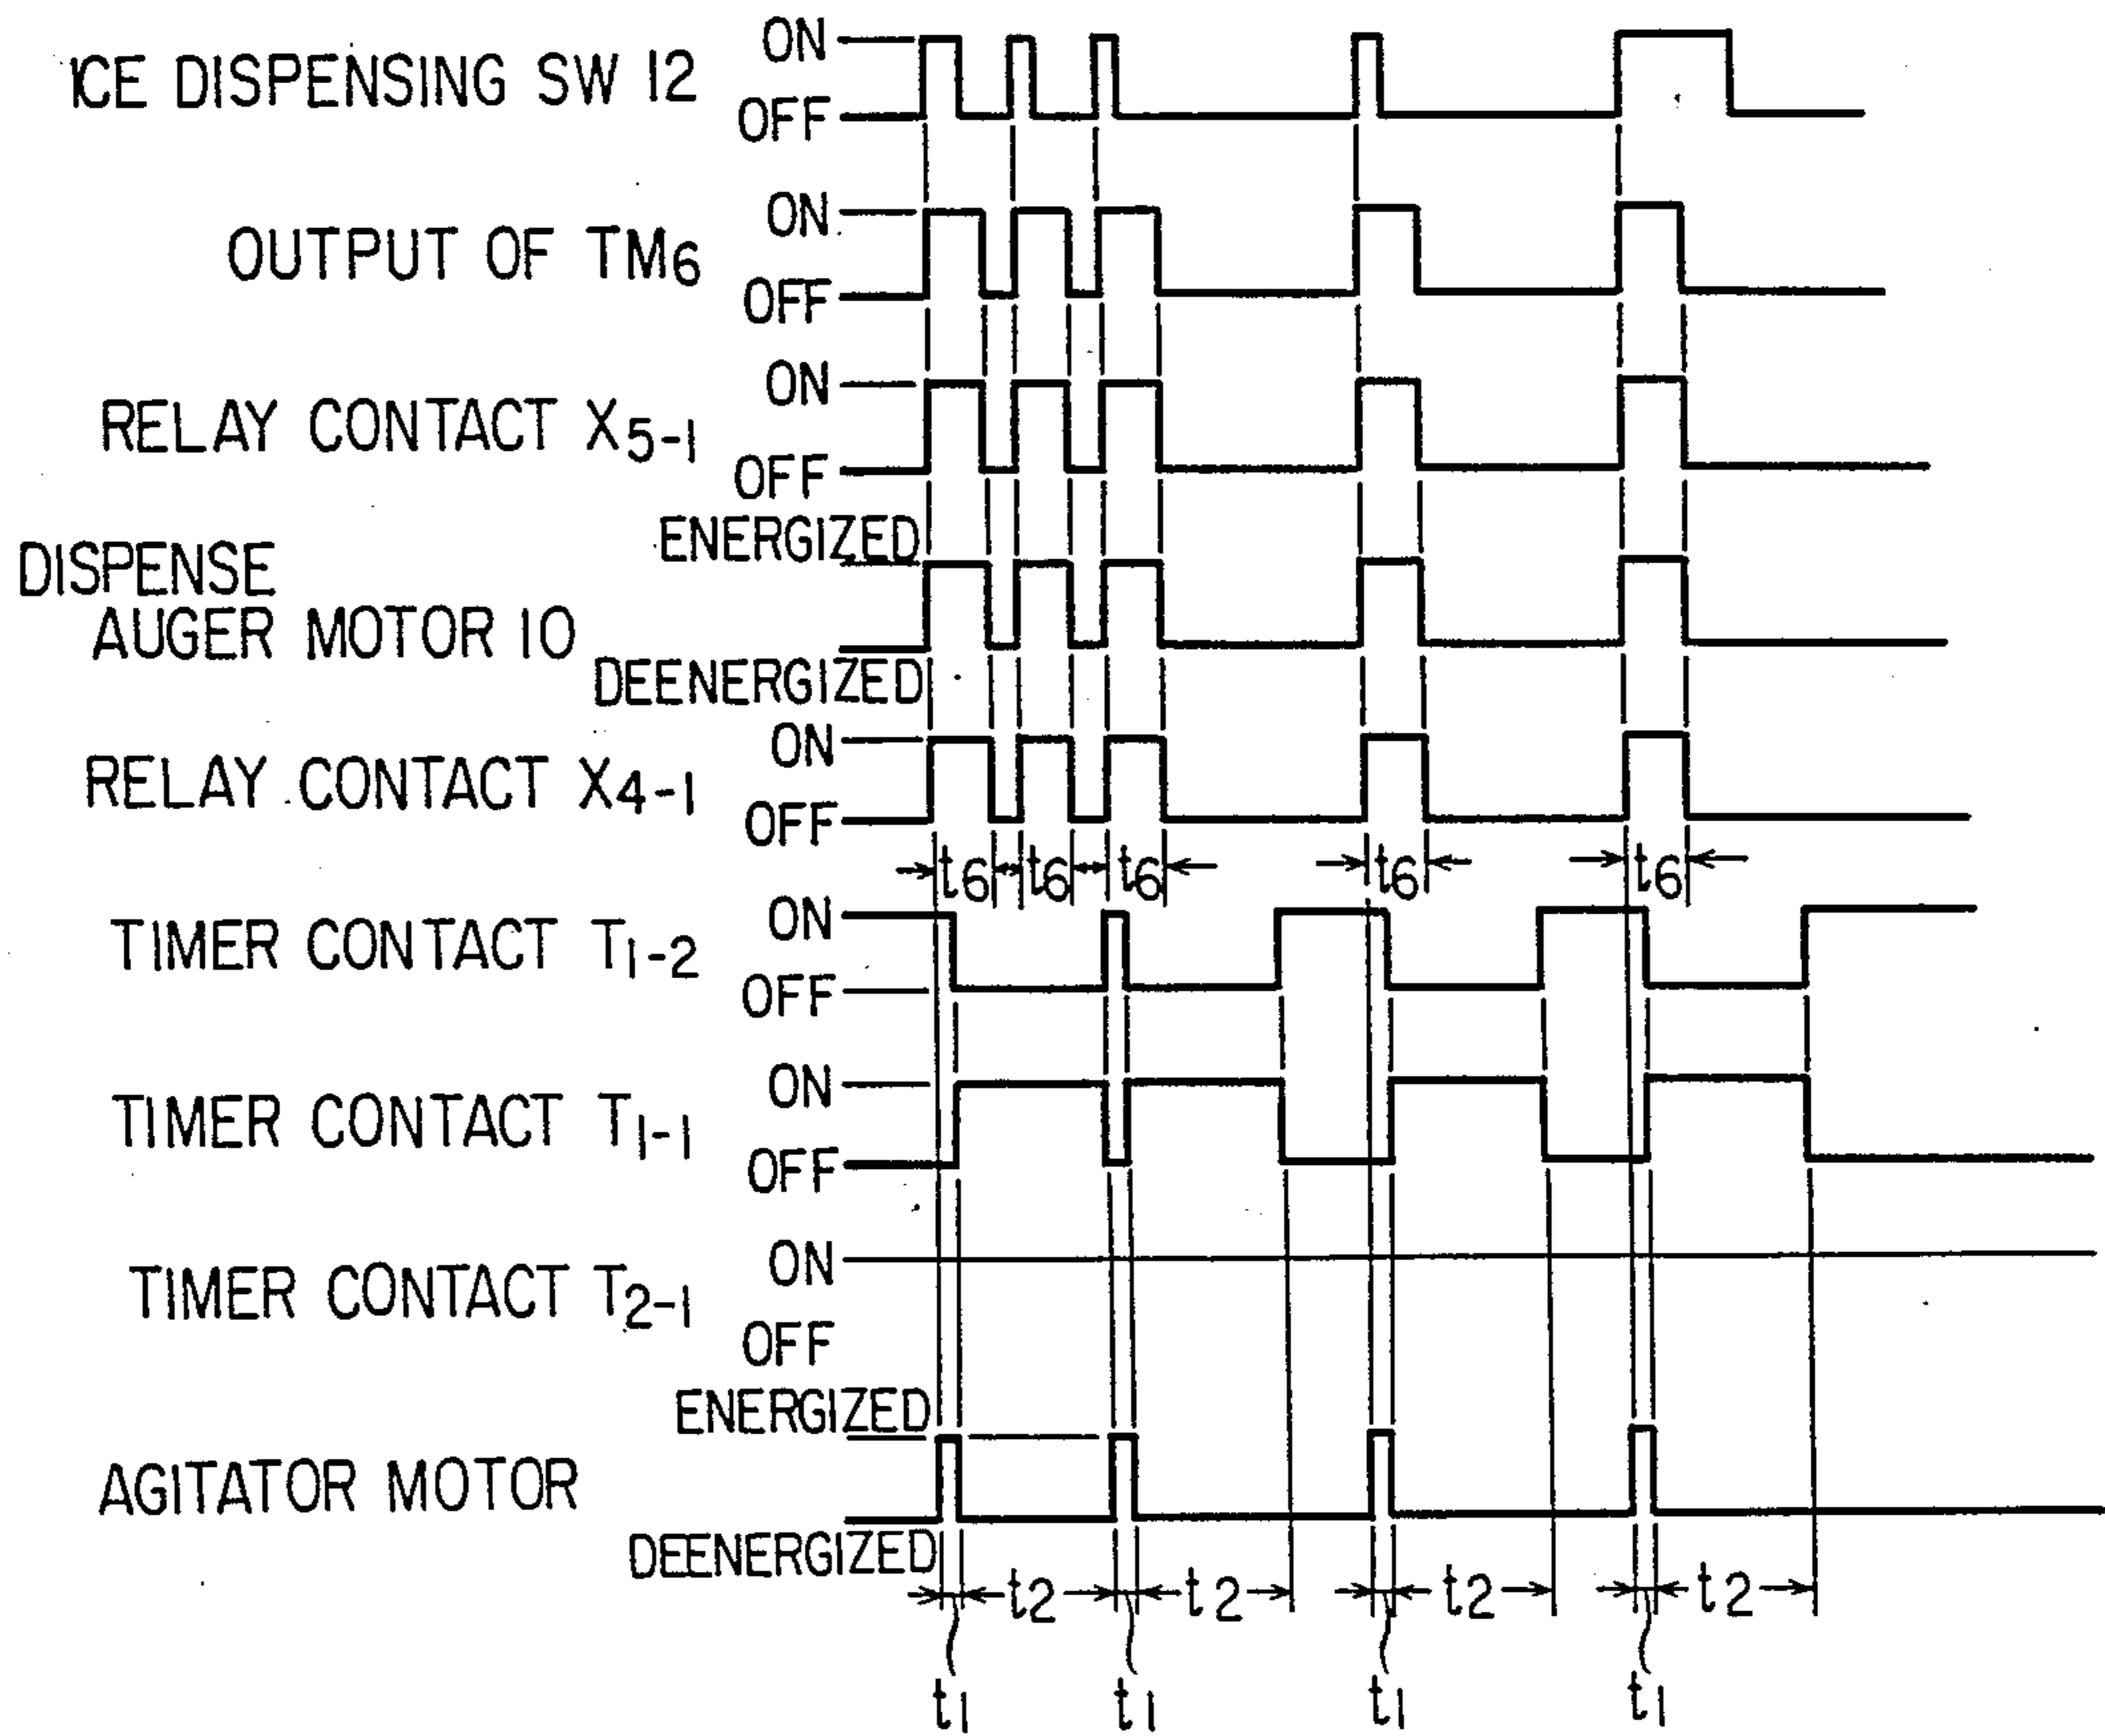 ICE DISPENSING SW 12
ON
OFF
OUTPUT OF TM6
ON
OFF
RELAY CONTACT X5-1
ON
OFF
DISPENSE
AUGER MOTOR 10
ENERGIZED
DEENERGIZED
RELAY CONTACT X4-1
ON
OFF
t6 t6 t6 t6 t6
TIMER CONTACT T1-2
ON
OFF
TIMER CONTACT T1-1
ON
OFF
TIMER CONTACT T2-1
ON
OFF
AGITATOR MOTOR
ENERGIZED
DEENERGIZED
t2 t2 t2 t2
t1 t1 t1 t1